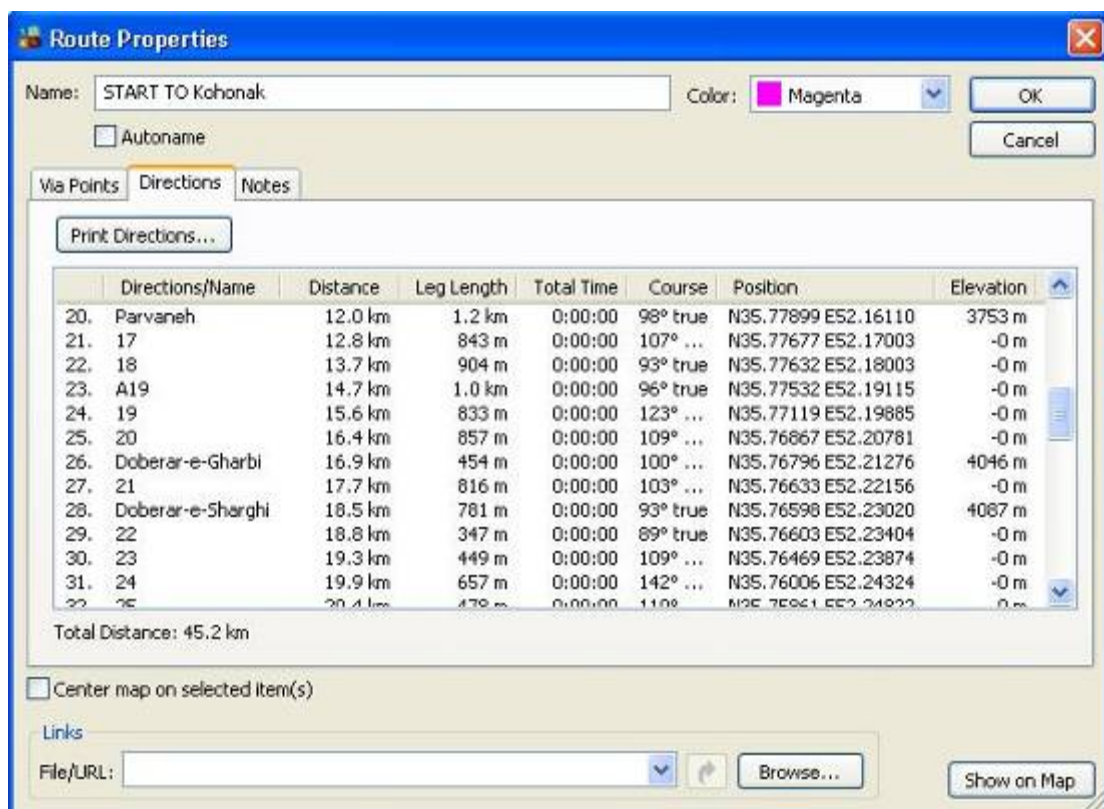 Route Properties
Name: START TO Kohonak Color: Magenta OK
Autoname Cancel
Via Points Directions Notes
Print Directions...
Directions/Name Distance Leg Length Total Time Course Position Elevation
20. Parvaneh 12.0 km 1.2 km 0:00:00 98° true N35.77899 E52.16110 3753 m
21. 17 12.8 km 843 m 0:00:00 107° ... N35.77677 E52.17003 -0 m
22. 18 13.7 km 904 m 0:00:00 93° true N35.77632 E52.18003 -0 m
23. A19 14.7 km 1.0 km 0:00:00 96° true N35.77532 E52.19115 -0 m
24. 19 15.6 km 833 m 0:00:00 123° ... N35.77119 E52.19885 -0 m
25. 20 16.4 km 857 m 0:00:00 109° ... N35.76867 E52.20781 -0 m
26. Doberar-e-Gharbi 16.9 km 454 m 0:00:00 100° ... N35.76796 E52.21276 4046 m
27. 21 17.7 km 816 m 0:00:00 103° ... N35.76633 E52.22156 -0 m
28. Doberar-e-Sharghi 18.5 km 781 m 0:00:00 93° true N35.76598 E52.23020 4087 m
29. 22 18.8 km 347 m 0:00:00 89° true N35.76603 E52.23404 -0 m
30. 23 19.3 km 449 m 0:00:00 109° ... N35.76469 E52.23874 -0 m
31. 24 19.9 km 657 m 0:00:00 142° ... N35.76006 E52.24324 -0 m
Total Distance: 45.2 km
Center map on selected item(s)
Links
File/URL: Browse... Show on Map